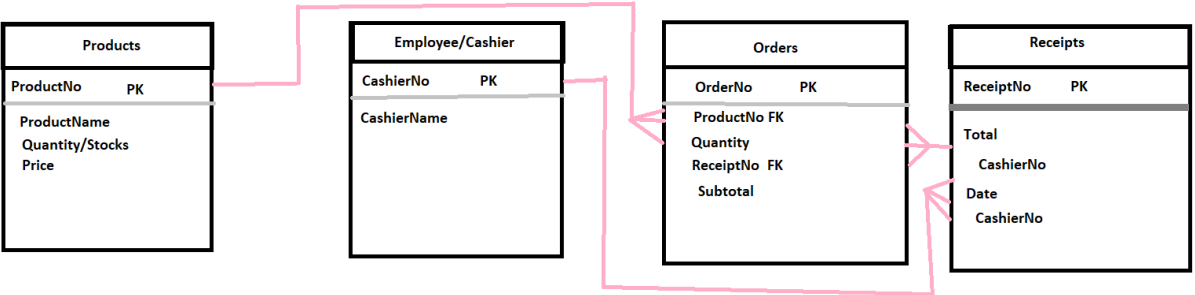 Products
ProductNo PK
ProductName
Quantity/Stocks
Price
Employee/Cashier
CashierNo PK
CashierName
Orders
OrderNo PK
ProductNo FK
Quantity
ReceiptNo FK
Subtotal
Receipts
ReceiptNo PK
Total
CashierNo
Date
CashierNo